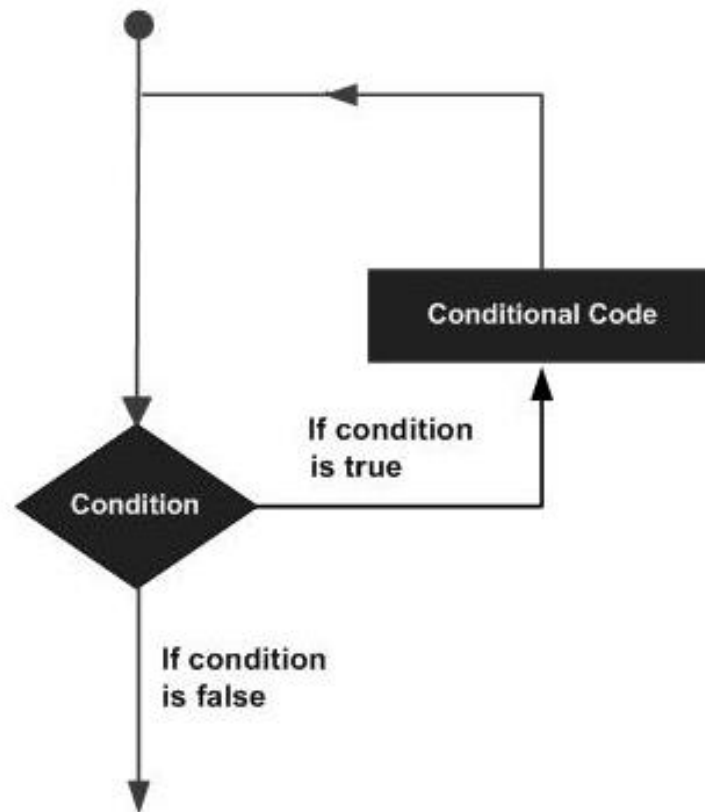 Conditional Code
If condition
is true
Condition
If condition
is false